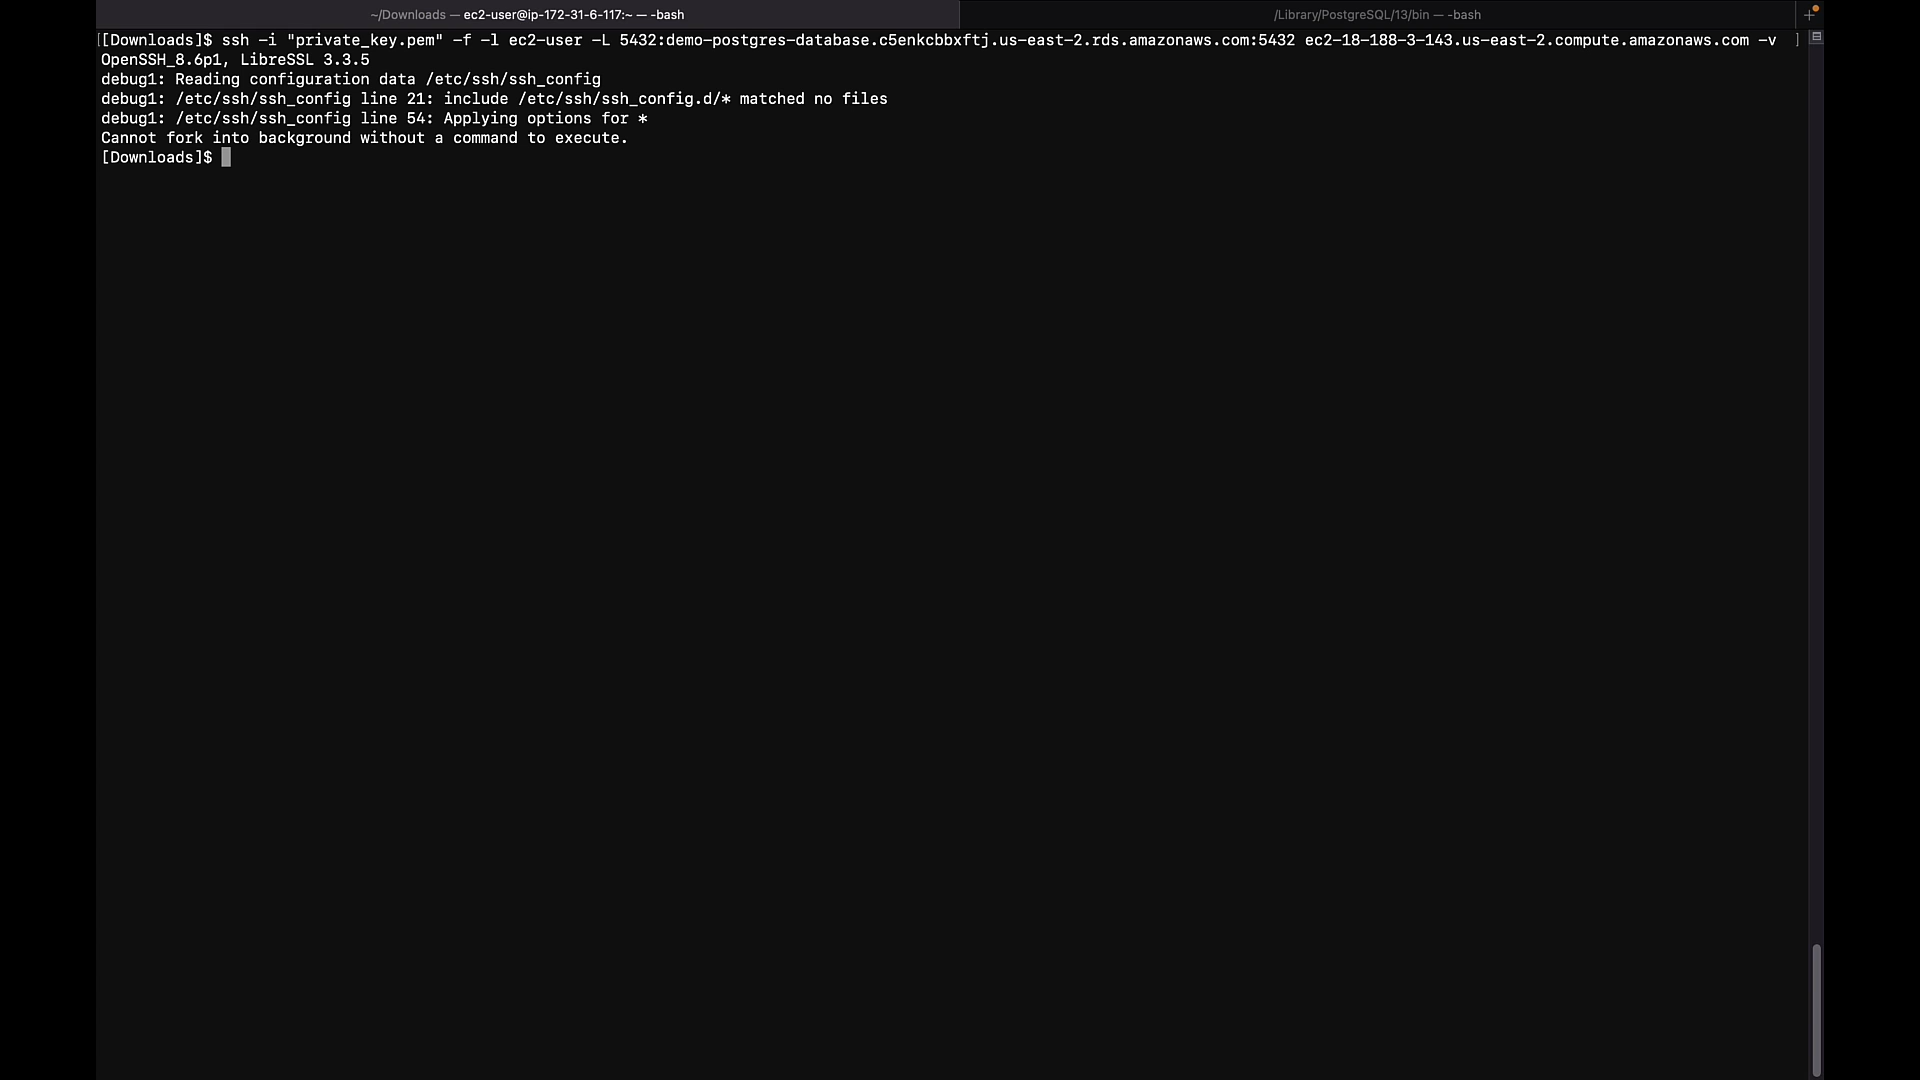 ~/Downloads — ec2-user@ip-172-31-6-117:~ — -bash
/Library/PostgreSQL/13/bin — -bash
[[Downloads]$ ssh -i "private_key.pem" -f -l ec2-user -L 5432:demo-postgres-database.c5enkcbbxftj.us-east-2.rds.amazonaws.com:5432 ec2-18-188-3-143.us-east-2.compute.amazonaws.com -v ]
OpenSSH_8.6p1, LibreSSL 3.3.5
debug1: Reading configuration data /etc/ssh/ssh_config
debug1: /etc/ssh/ssh_config line 21: include /etc/ssh/ssh_config.d/* matched no files
debug1: /etc/ssh/ssh_config line 54: Applying options for *
Cannot fork into background without a command to execute.
[Downloads]$